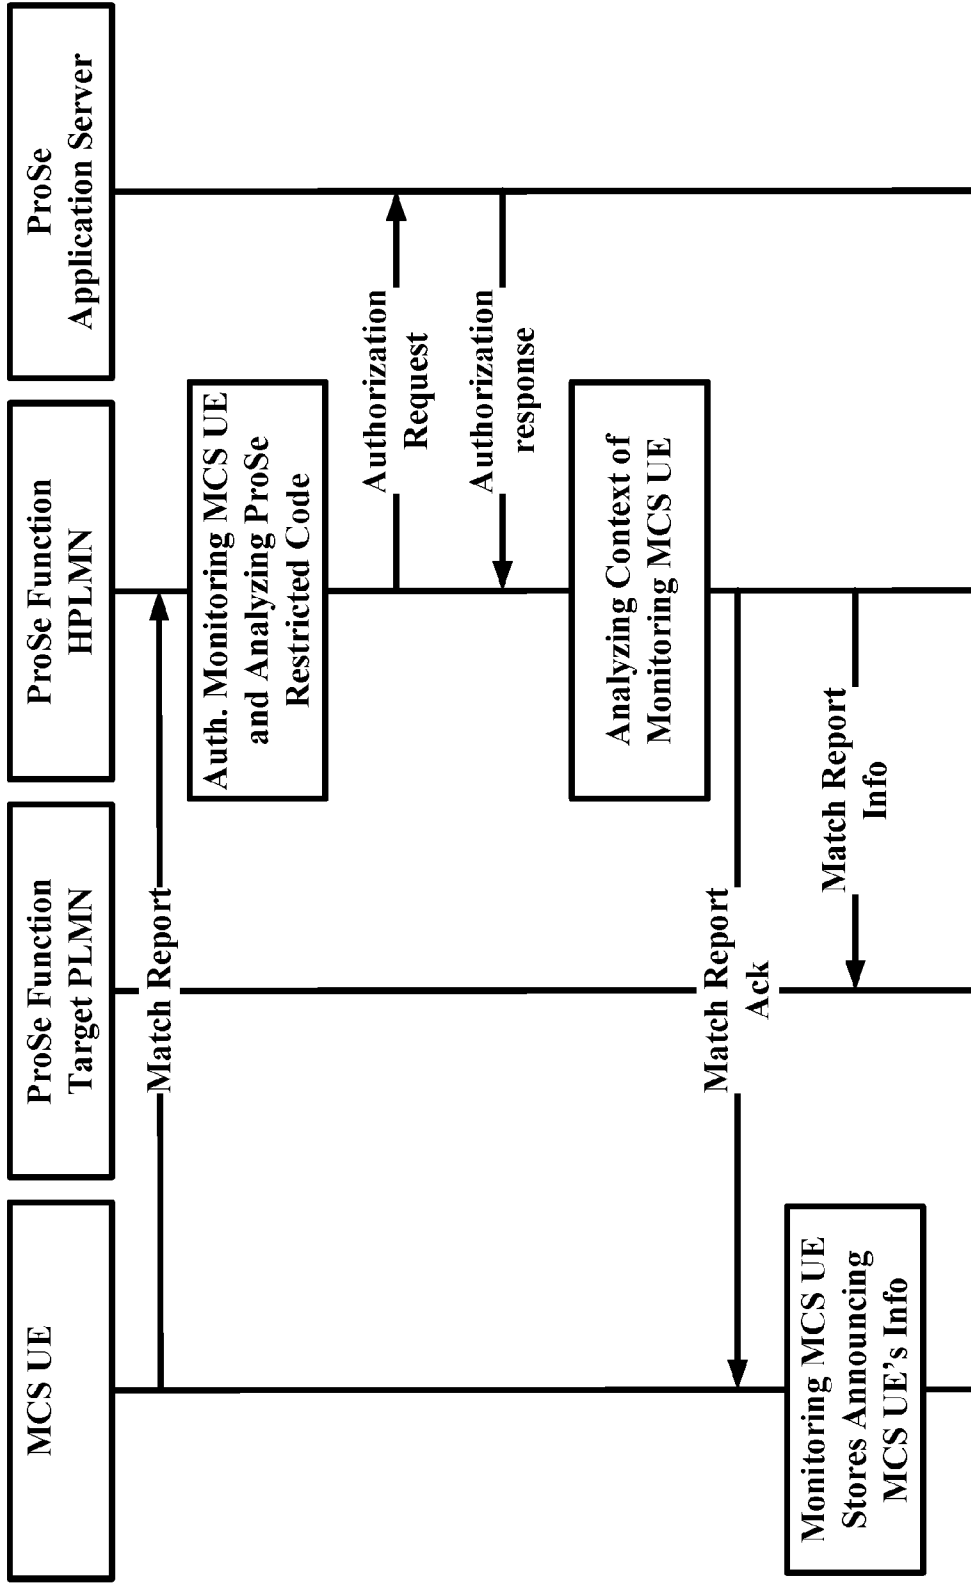 MCS UE
ProSe Function
Target PLMN
ProSe Function
HPLMN
ProSe
Application Server
Match Report
Auth. Monitoring MCS UE
and Analyzing ProSe
Restricted Code
Authorization
Request
Authorization
response
Analyzing Context of
Monitoring MCS UE
Match Report
Ack
Monitoring MCS UE
Stores Announcing
MCS UE's Info
Match Report
Info